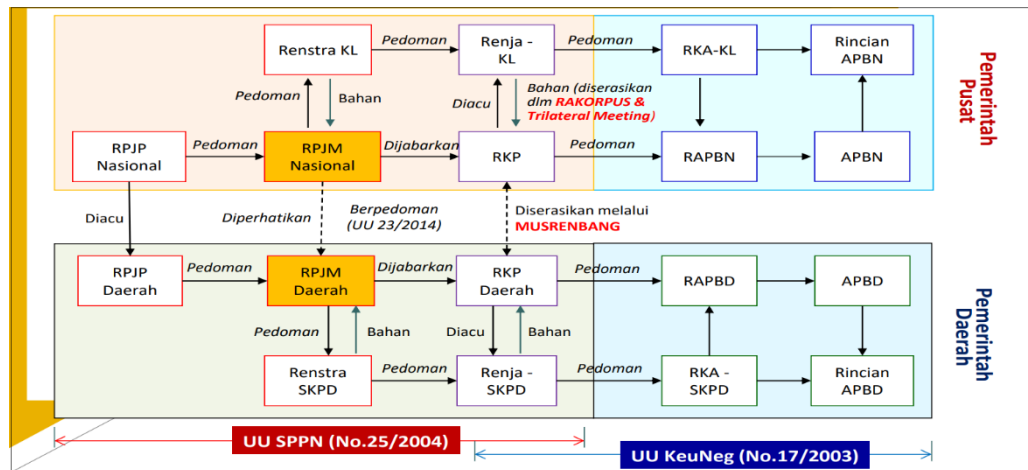 Renstra KL
Pedoman
Renja -
KL
Pedoman
RKA-KL
Rincian
APBN
Pedoman
Bahan
Diacu
Bahan (diserasikan
dlm RAKORPUS &
Trilateral Meeting)
RPJP
Nasional
Pedoman
RPJM
Nasional
Dijabarkan
RKP
Pedoman
RAPBN
APBN
Pemerintah
Pusat
Diacu
Diperhatikan
Berpedoman
(UU 23/2014)
Diserasikan melalui
MUSRENBANG
RPJP
Daerah
Pedoman
RPJM
Daerah
Dijabarkan
RKP
Daerah
Pedoman
RAPBD
APBD
Pedoman
Bahan
Diacu
Bahan
Renstra
SKPD
Pedoman
Renja -
SKPD
Pedoman
RKA -
SKPD
Rincian
APBD
Pemerintah
Daerah
UU SPPN (No.25/2004)
UU KeuNeg (No.17/2003)